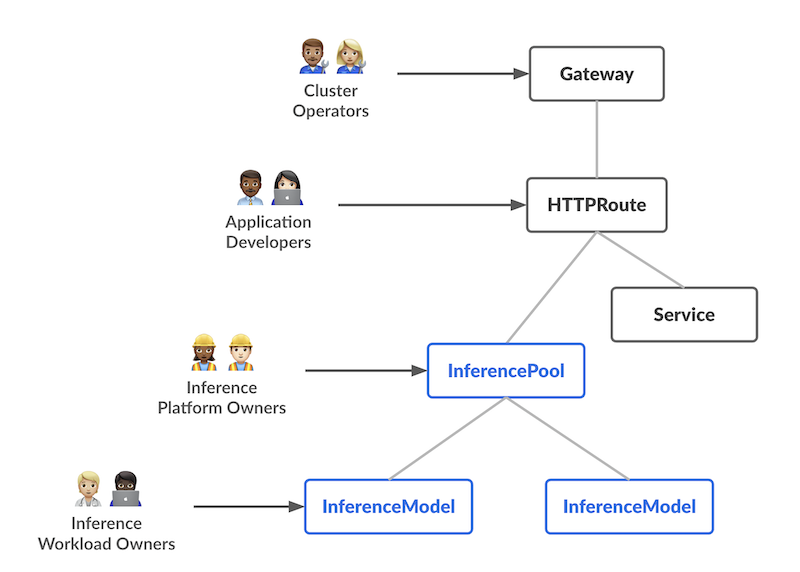 Cluster
Operators
Gateway
Application
Developers
HTTPRoute
Service
Inference
Platform Owners
InferencePool
Inference
Workload Owners
InferenceModel
InferenceModel